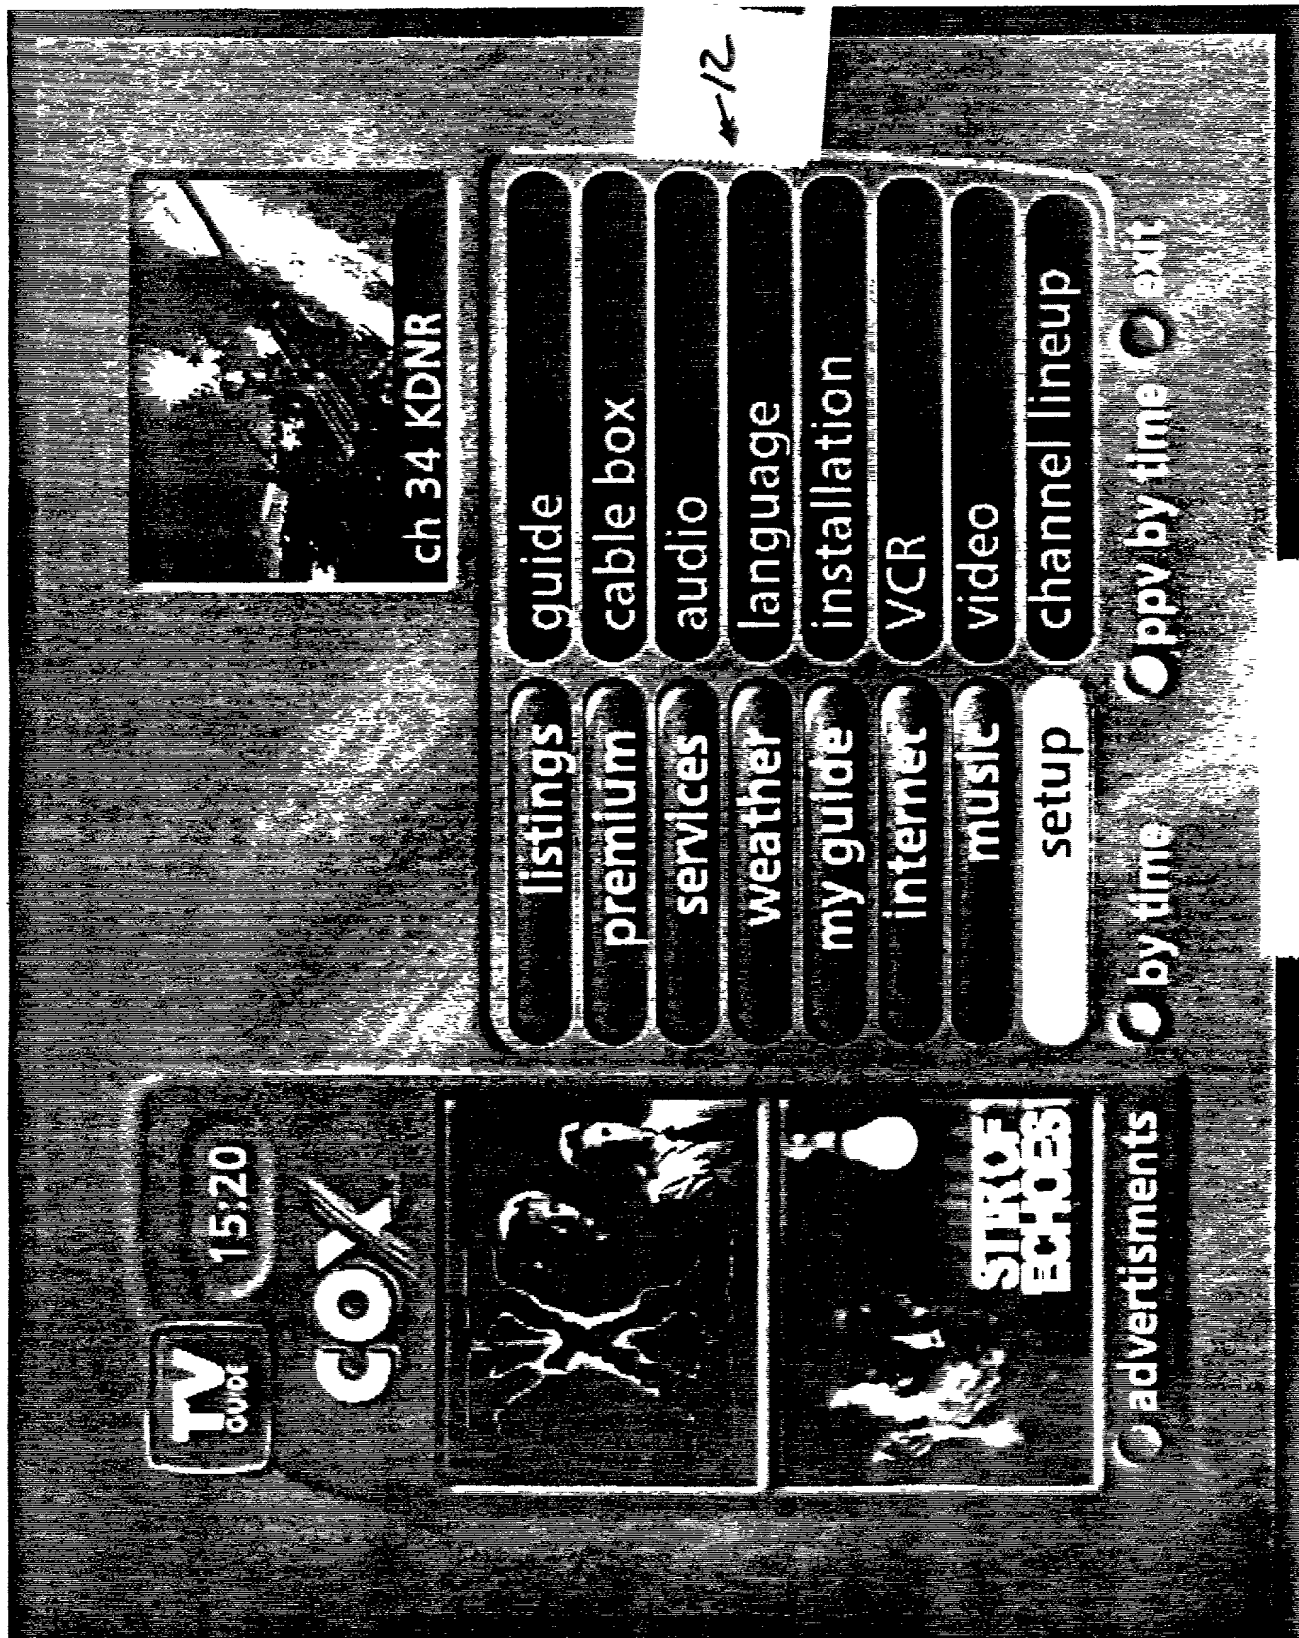 TV
GUIDE
15:20
COX
ch 34 KDNR
listings
premium
services
weather
my guide
internet
music
setup
guide
cable box
audio
language
installation
VCR
video
channel lineup
STIR OF
ECHOES
advertisments
by time
ppv by time
exit
12